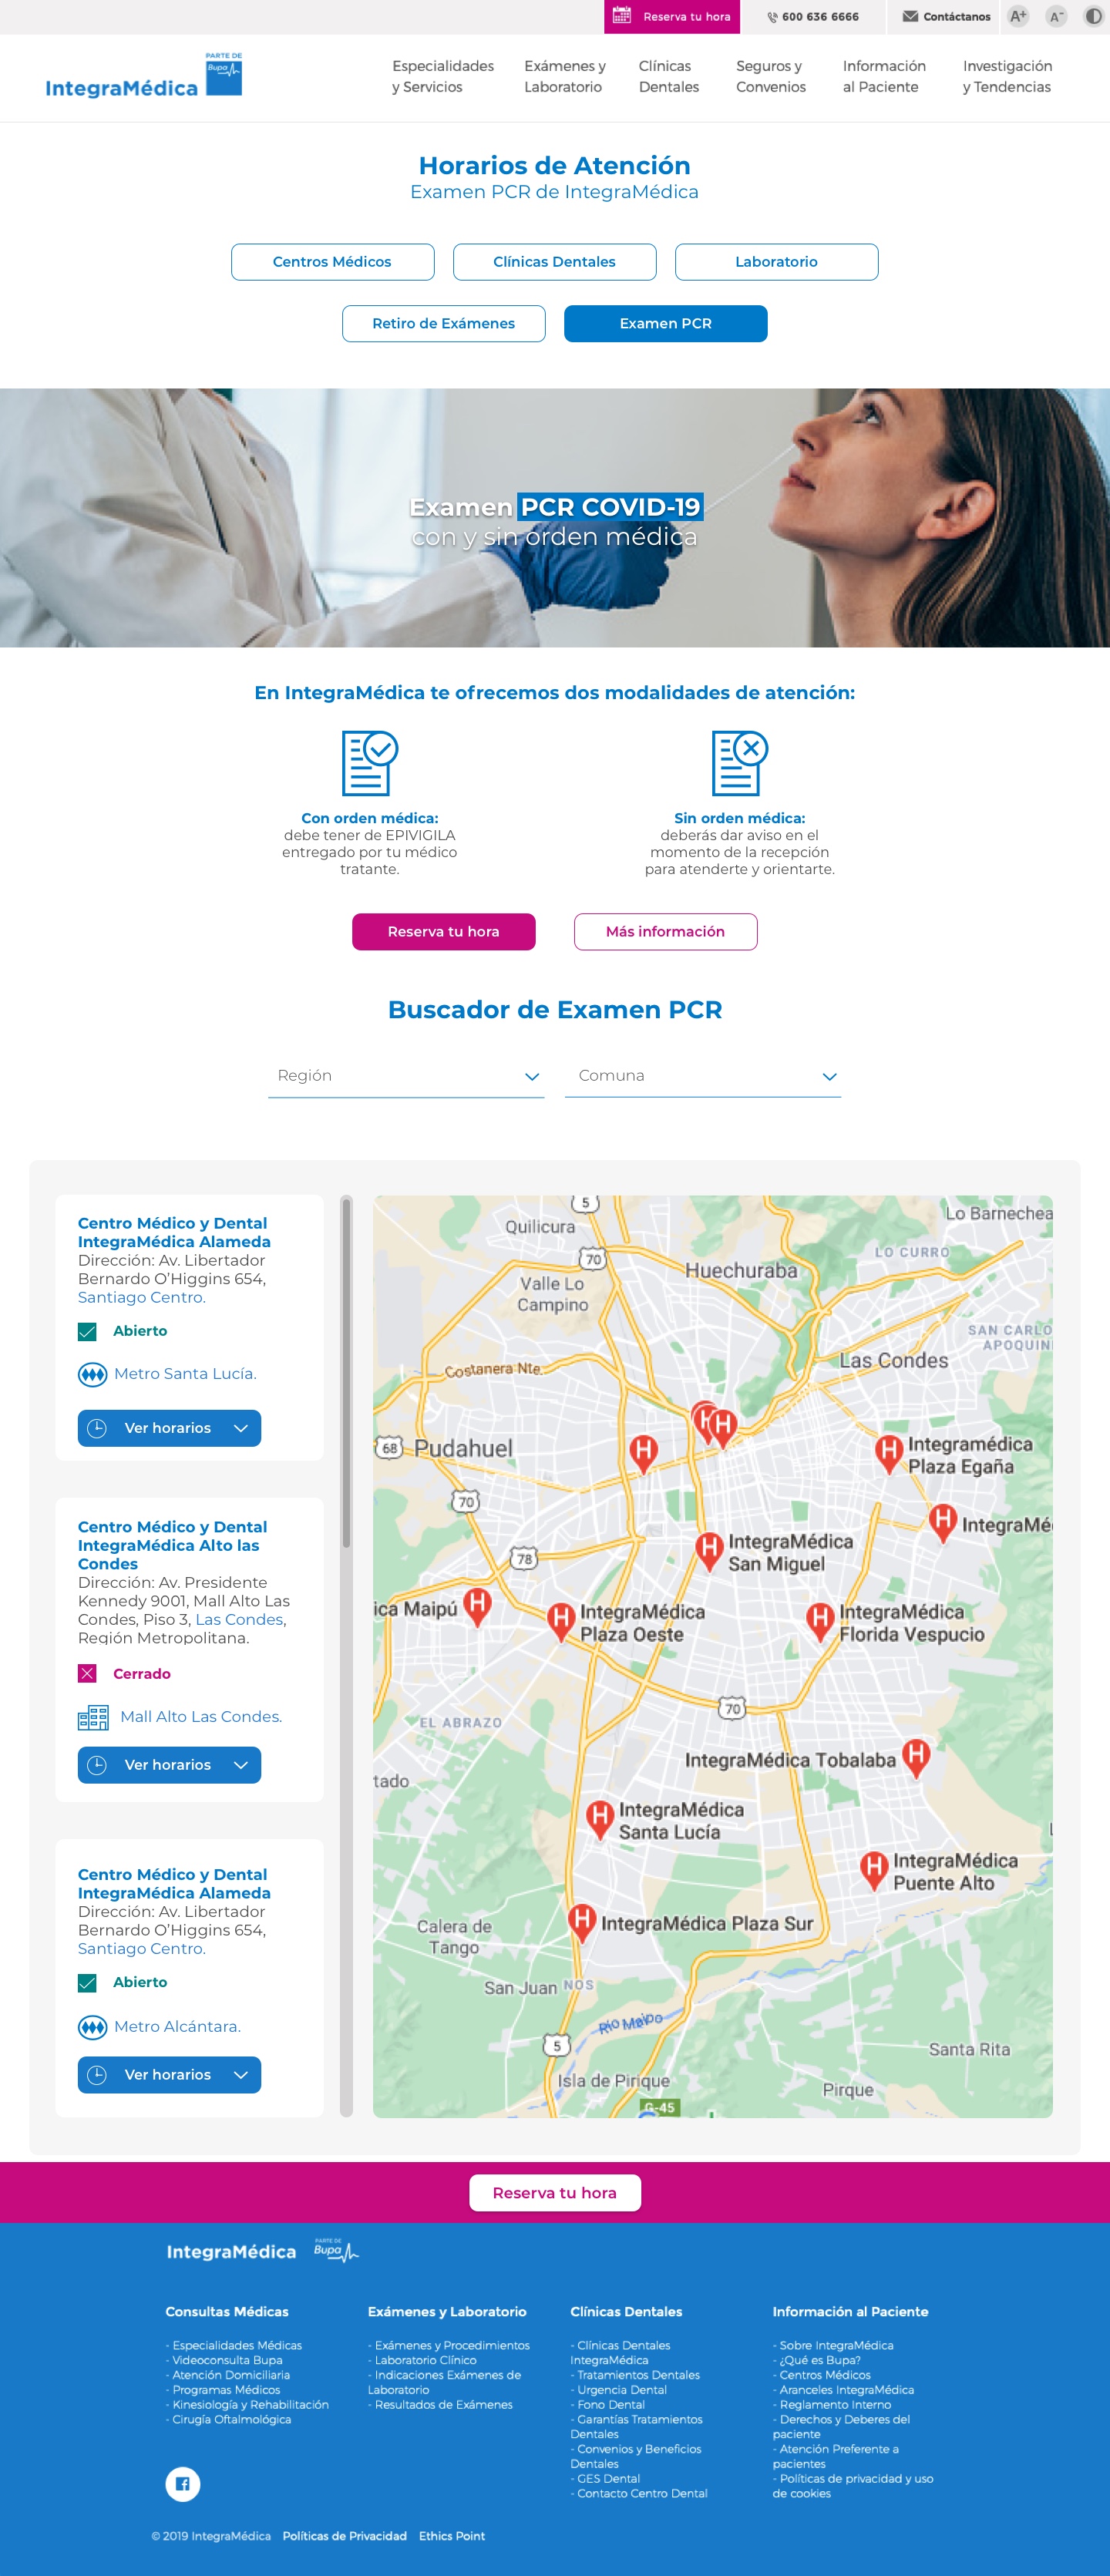 Reserva tu hora
600 636 6666
Contáctanos
A+
A-
PARTE DE
Bupa
IntegraMédica
Especialidades
y Servicios
Exámenes y
Laboratorio
Clínicas
Dentales
Seguros y
Convenios
Información
al Paciente
Investigación
y Tendencias
Horarios de Atención
Examen PCR de IntegraMédica
Centros Médicos
Clínicas Dentales
Laboratorio
Retiro de Exámenes
Examen PCR
Examen PCR COVID-19
con y sin orden médica
En IntegraMédica te ofrecemos dos modalidades de atención:
Con orden médica:
debe tener de EPIVIGILA
entregado por tu médico
tratante.
Sin orden médica:
deberás dar aviso en el
momento de la recepción
para atenderte y orientarte.
Reserva tu hora
Más información
Buscador de Examen PCR
Región
Comuna
Centro Médico y Dental
IntegraMédica Alameda
Dirección: Av. Libertador
Bernardo O’Higgins 654,
Santiago Centro.
Abierto
Metro Santa Lucía.
Ver horarios
Centro Médico y Dental
IntegraMédica Alto las
Condes
Dirección: Av. Presidente
Kennedy 9001, Mall Alto Las
Condes, Piso 3, Las Condes,
Región Metropolitana.
Cerrado
Mall Alto Las Condes.
Ver horarios
Centro Médico y Dental
IntegraMédica Alameda
Dirección: Av. Libertador
Bernardo O’Higgins 654,
Santiago Centro.
Abierto
Metro Alcántara.
Ver horarios
5
Quilicura
Lo Barnechea
70
LO CURRO
Huechuraba
Valle Lo
Campino
SAN CARLO
APOQUIN
Las Condes
Costanera Nte.
H
H
H
H
68
Pudahuel
Integramédica
Plaza Egaña
70
H
IntegraMé
H
IntegraMédica
San Miguel
78
ica Maipú
H
H
IntegraMédica
Plaza Oeste
H
IntegraMédica
Florida Vespucio
70
EL ABRAZO
IntegraMédica Tobalaba
H
tado
H
IntegraMédica
Santa Lucía
H
IntegraMédica
Puente Alto
H
IntegraMédica Plaza Sur
Calera de
Tango
San Juan
NOS
Río Maipo
5
Santa Rita
Isla de Pirique
Pirque
G-45
Reserva tu hora
IntegraMédica
PARTE DE
Bupa
Consultas Médicas
- Especialidades Médicas
- Videoconsulta Bupa
- Atención Domiciliaria
- Programas Médicos
- Kinesiología y Rehabilitación
- Cirugía Oftalmológica
Exámenes y Laboratorio
- Exámenes y Procedimientos
- Laboratorio Clínico
- Indicaciones Exámenes de
Laboratorio
- Resultados de Exámenes
Clínicas Dentales
- Clínicas Dentales
IntegraMédica
- Tratamientos Dentales
- Urgencia Dental
- Fono Dental
- Garantías Tratamientos
Dentales
- Convenios y Beneficios
Dentales
- GES Dental
- Contacto Centro Dental
Información al Paciente
- Sobre IntegraMédica
- ¿Qué es Bupa?
- Centros Médicos
- Aranceles IntegraMédica
- Reglamento Interno
- Derechos y Deberes del
paciente
- Atención Preferente a
pacientes
- Políticas de privacidad y uso
de cookies
© 2019 IntegraMédica
Políticas de Privacidad
Ethics Point